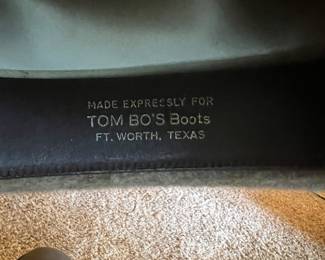 MADE EXPRESSLY FOR
TOM BO'S Boots
FT. WORTH, TEXAS